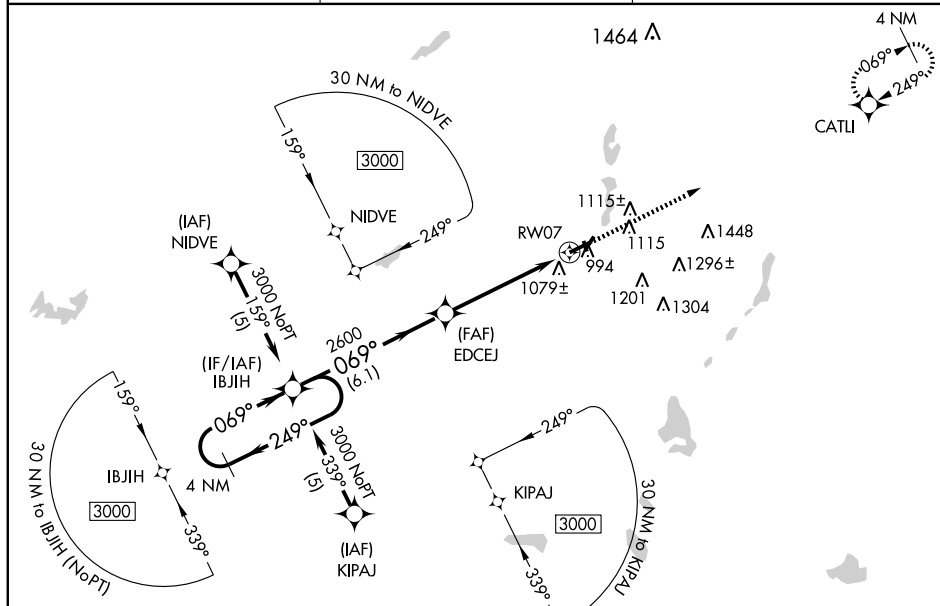 1464
4 NM
069°
249°
CATLI
30 NM to NIDVE
159°
3000
NIDVE
249°
(IAF)
NIDVE
3000 NoPT
159°
(5)
1115±
RW07
1115
1448
994
1079±
1296±
1201
1304
(FAF)
EDCEJ
2600
069°
(6.1)
(IF/IAF)
IBJIH
069°
249°
4 NM
159°
IBJIH
3000
339°
30 NM to IBJIH (NoPT)
3000 NoPT
339°
(5)
(IAF)
KIPAJ
249°
KIPAJ
3000
339°
30 NM to KIPAJ